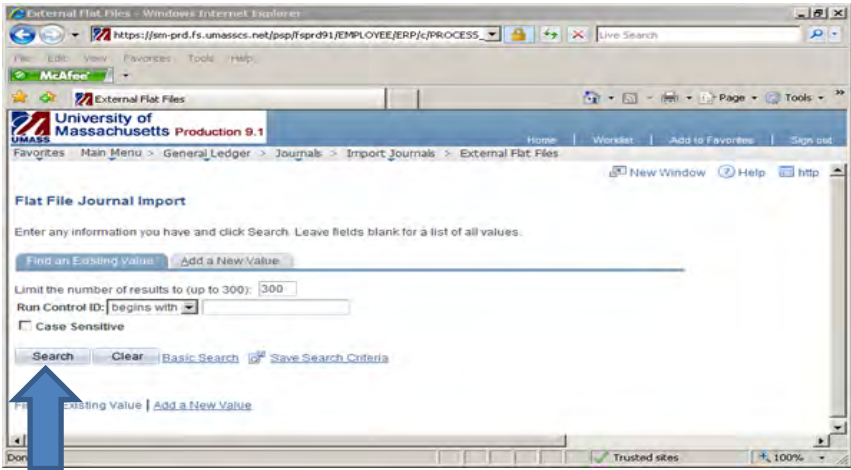 External Flat Files - Windows Internet Explorer
https://sm-prd.fs.umasscs.net/psp/fsprd91/EMPLOYEE/ERP/c/PROCESS_
Live Search
File Edit View Favorites Tools Help
McAfee
External Flat Files
Page Tools »
University of
Massachusetts Production 9.1
UMASS
Home | Worklist | Add to Favorites | Sign out
Favorites Main Menu > General Ledger > Journals > Import Journals > External Flat Files
New Window Help http
Flat File Journal Import
Enter any information you have and click Search. Leave fields blank for a list of all values.
Find an Existing Value Add a New Value
Limit the number of results to (up to 300): 300
Run Control ID: begins with
Case Sensitive
Search Clear Basic Search Save Search Criteria
Existing Value | Add a New Value
Trusted sites 100%